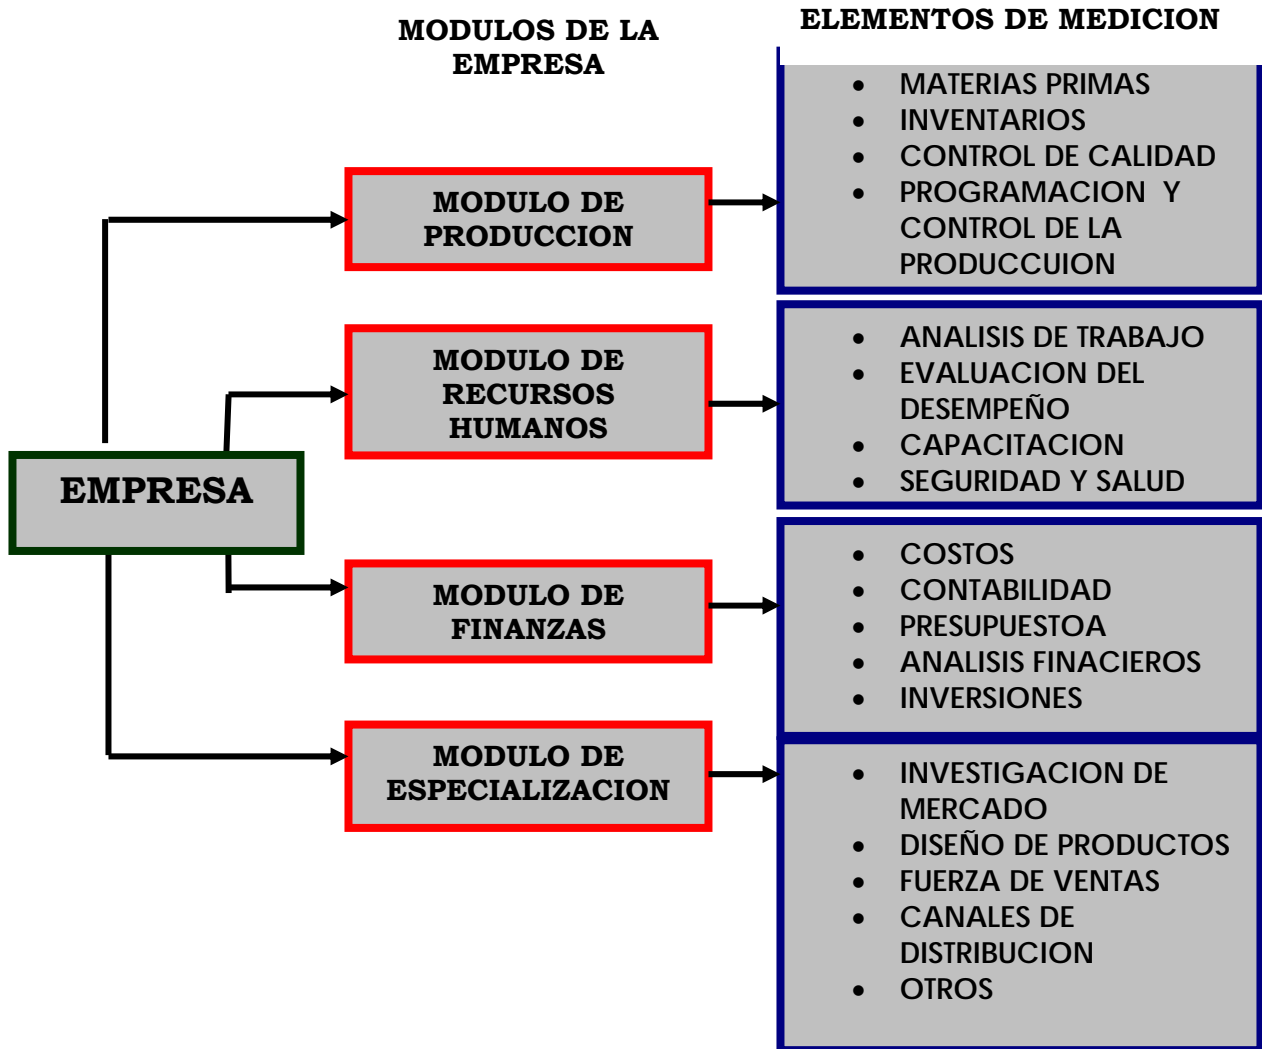 MODULOS DE LA
EMPRESA
ELEMENTOS DE MEDICION
EMPRESA
MODULO DE
PRODUCCION
• MATERIAS PRIMAS
• INVENTARIOS
• CONTROL DE CALIDAD
• PROGRAMACION Y
CONTROL DE LA
PRODUCCUION
MODULO DE
RECURSOS
HUMANOS
• ANALISIS DE TRABAJO
• EVALUACION DEL
DESEMPEÑO
• CAPACITACION
• SEGURIDAD Y SALUD
MODULO DE
FINANZAS
• COSTOS
• CONTABILIDAD
• PRESUPUESTOA
• ANALISIS FINACIEROS
• INVERSIONES
MODULO DE
ESPECIALIZACION
• INVESTIGACION DE
MERCADO
• DISEÑO DE PRODUCTOS
• FUERZA DE VENTAS
• CANALES DE
DISTRIBUCION
• OTROS